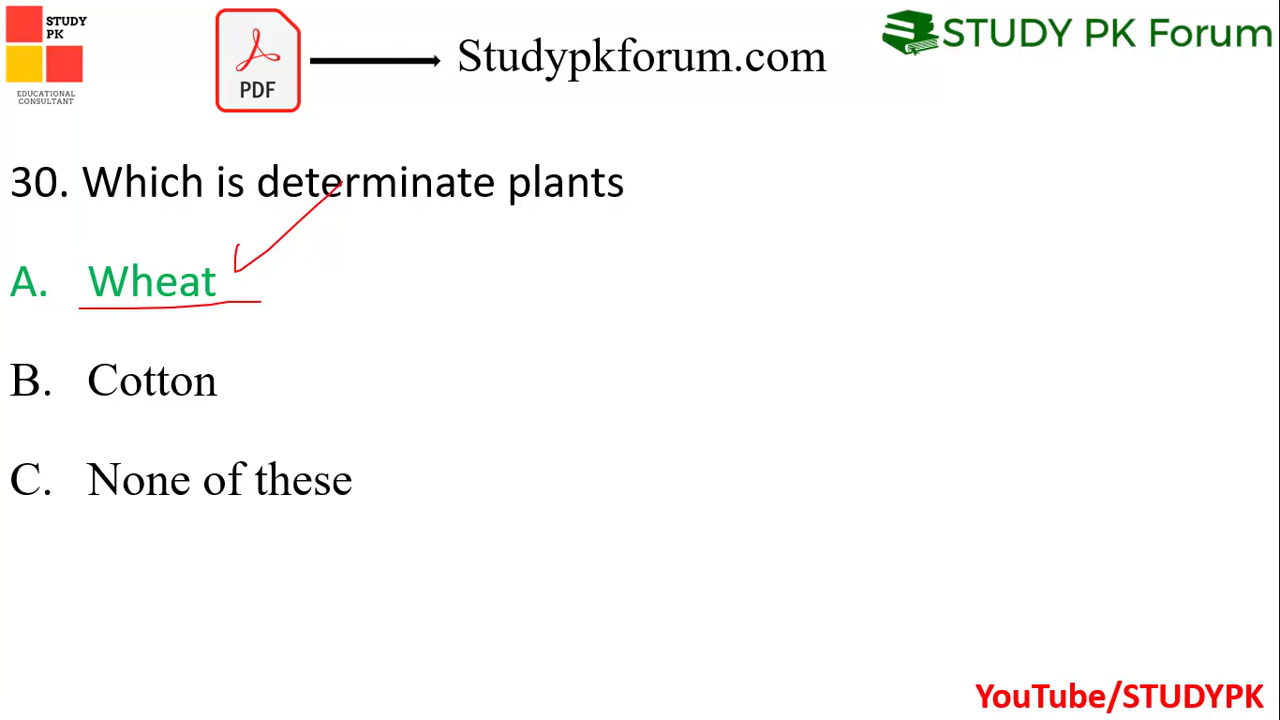 STUDY
PK
EDUCATIONAL
CONSULTANT
PDF
Studypkforum.com
STUDY PK Forum
30. Which is determinate plants
A. Wheat
B. Cotton
C. None of these
YouTube/STUDYPK